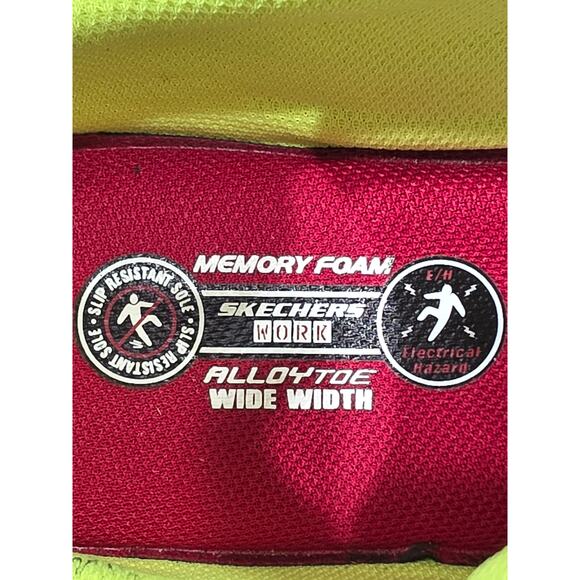 MEMORY FOAM
SLIP RESISTANT SOLE • SLIP RESISTANT SOLE •
SKECHERS
WORK
E/H
Electrical
Hazard
ALLOYTOE
WIDE WIDTH